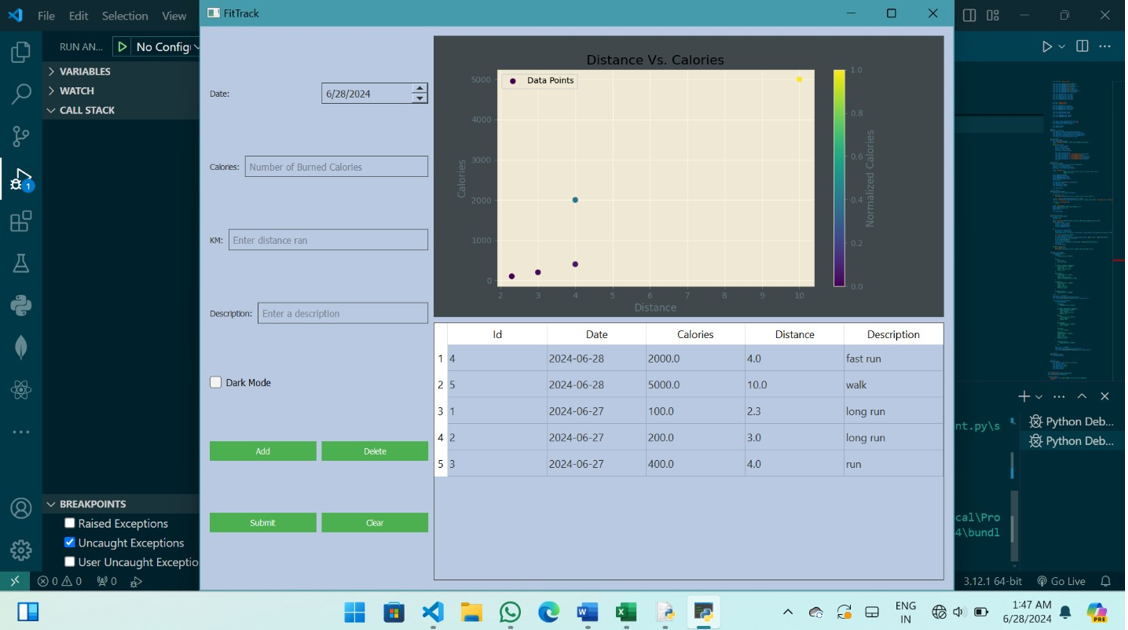 File Edit Selection View
FitTrack
RUN AN... No Config
VARIABLES
WATCH
CALL STACK
Date: 6/28/2024
Calories: Number of Burned Calories
KM: Enter distance ran
Description: Enter a description
Dark Mode
Add Delete
Submit Clear
Distance Vs. Calories
Data Points
5000
4000
3000
2000
1000
0
Calories
2 3 4 5 6 7 8 9 10
Distance
1.0
0.8
0.6
0.4
0.2
0.0
Normalized Calories
Id Date Calories Distance Description
1 4 2024-06-28 2000.0 4.0 fast run
2 5 2024-06-28 5000.0 10.0 walk
3 1 2024-06-27 100.0 2.3 long run
4 2 2024-06-27 200.0 3.0 long run
5 3 2024-06-27 400.0 4.0 run
1
BREAKPOINTS
Raised Exceptions
Uncaught Exceptions
User Uncaught Exceptio
nt.py\s
cal\Pro
4\bundl
Python Deb...
Python Deb...
0 0 0
3.12.1 64-bit Go Live
ENG
IN
1:47 AM
6/28/2024
PRE